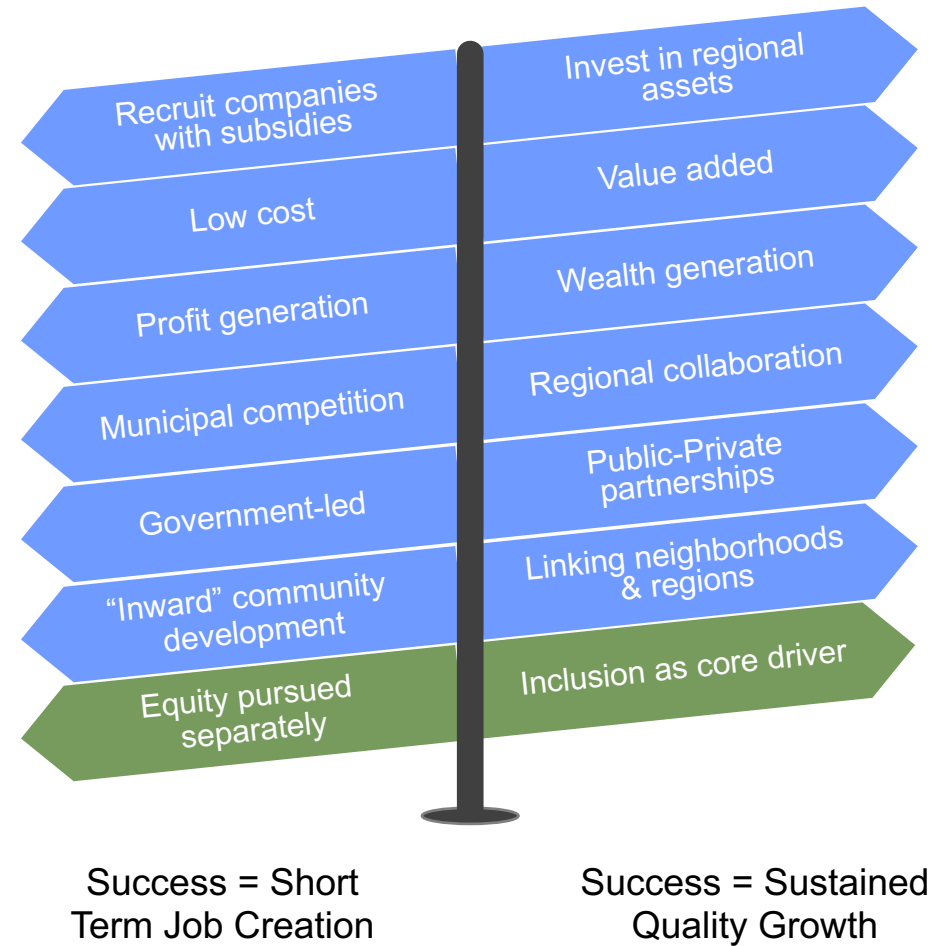 Recruit companies
with subsidies
Invest in regional
assets
Low cost
Value added
Profit generation
Wealth generation
Municipal competition
Regional collaboration
Government-led
Public-Private
partnerships
“Inward” community
development
Linking neighborhoods
& regions
Equity pursued
separately
Inclusion as core driver
Success = Short
Term Job Creation
Success = Sustained
Quality Growth